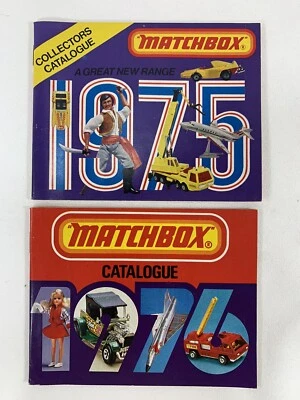 COLLECTORS
CATALOGUE
MATCHBOX®
A GREAT NEW RANGE
1975
MATCHBOX®
CATALOGUE
1976